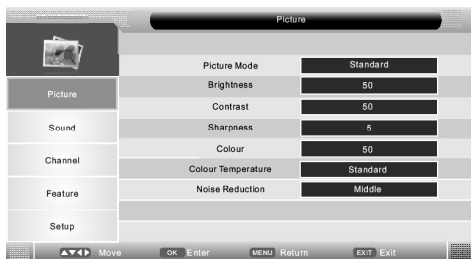 Picture
Picture Mode Standard
Brightness 50
Picture
Contrast 50
Sound
Sharpness 5
Colour 50
Channel
Colour Temperature Standard
Feature
Noise Reduction Middle
Setup
Move OK Enter MENU Return EXIT Exit